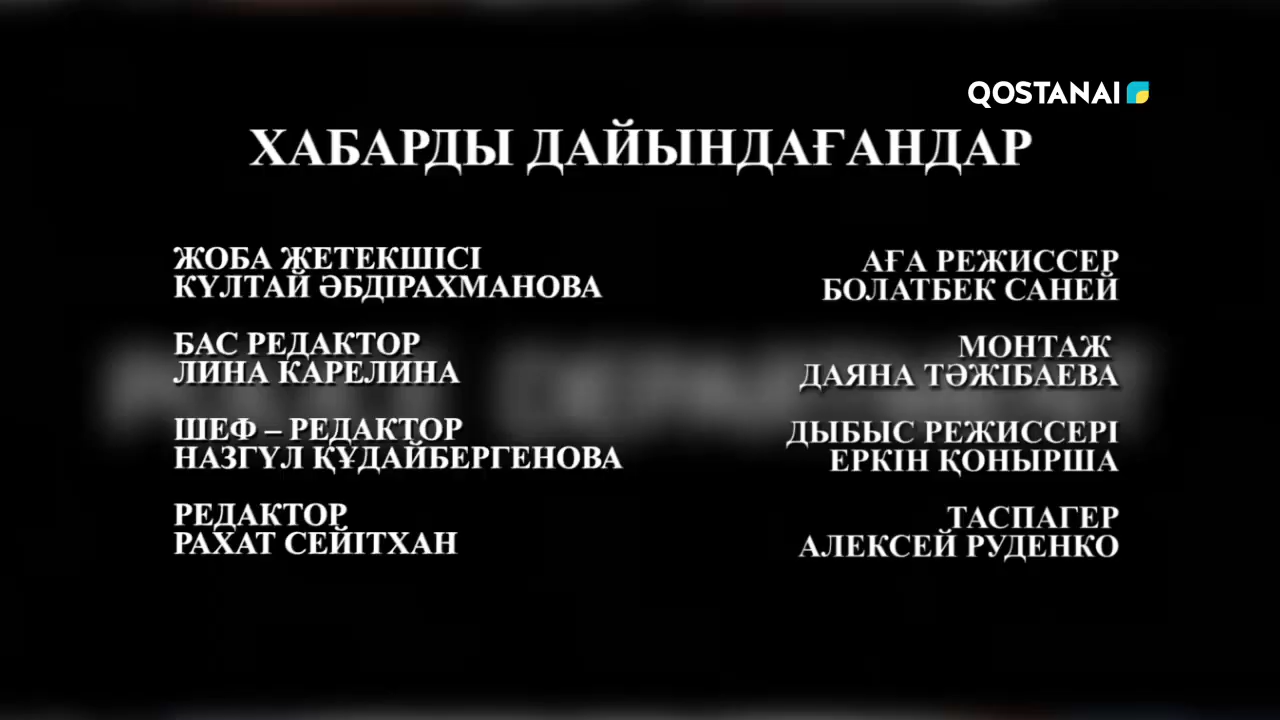 QOSTANAI
ХАБАРДЫ ДАЙЫНДАҒАНДАР
ЖОБА ЖЕТЕКШІСІ
КҮЛТАЙ ӘБДІРАХМАНОВА
БАС РЕДАКТОР
ЛИНА КАРЕЛИНА
ШЕФ – РЕДАКТОР
НАЗГҮЛ ҚҰДАЙБЕРГЕНОВА
РЕДАКТОР
РАХАТ СЕЙІТХАН
АҒА РЕЖИССЕР
БОЛАТБЕК САНЕЙ
МОНТАЖ
ДАЯНА ТӘЖІБАЕВА
ДЫБЫС РЕЖИССЕРІ
ЕРКІН ҚОНЫРША
ТАСПАГЕР
АЛЕКСЕЙ РУДЕНКО